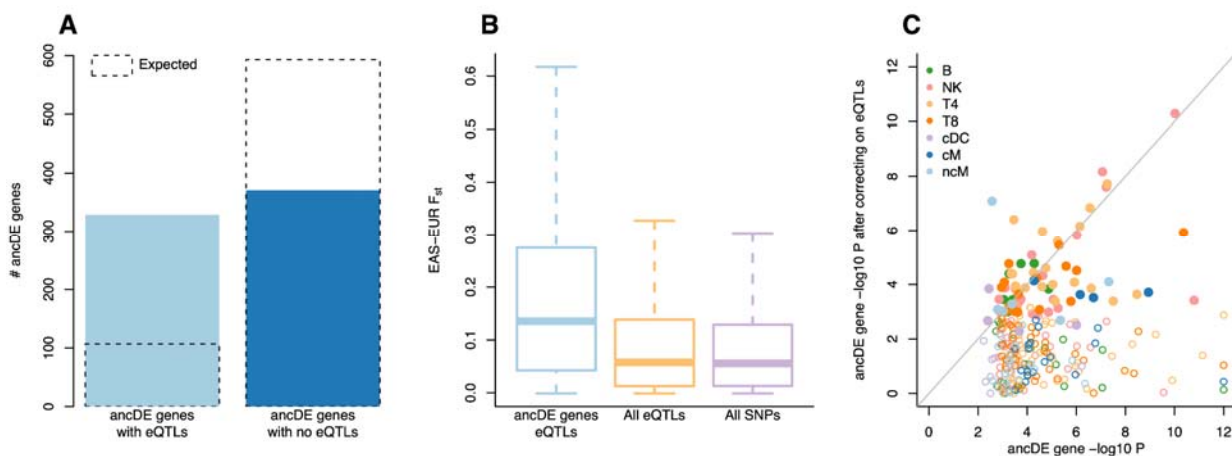 A
# ancDE genes
600
500
400
300
200
100
0
Expected
ancDE genes
with eQTLs
ancDE genes
with no eQTLs
B
EAS-EUR Fst
0.6
0.5
0.4
0.3
0.2
0.1
0.0
ancDE genes
eQTLs
All eQTLs
All SNPs
C
ancDE gene -log10 P after correcting on eQTLs
12
10
8
6
4
2
0
B
NK
T4
T8
cDC
cM
ncM
0 2 4 6 8 10 12
ancDE gene -log10 P